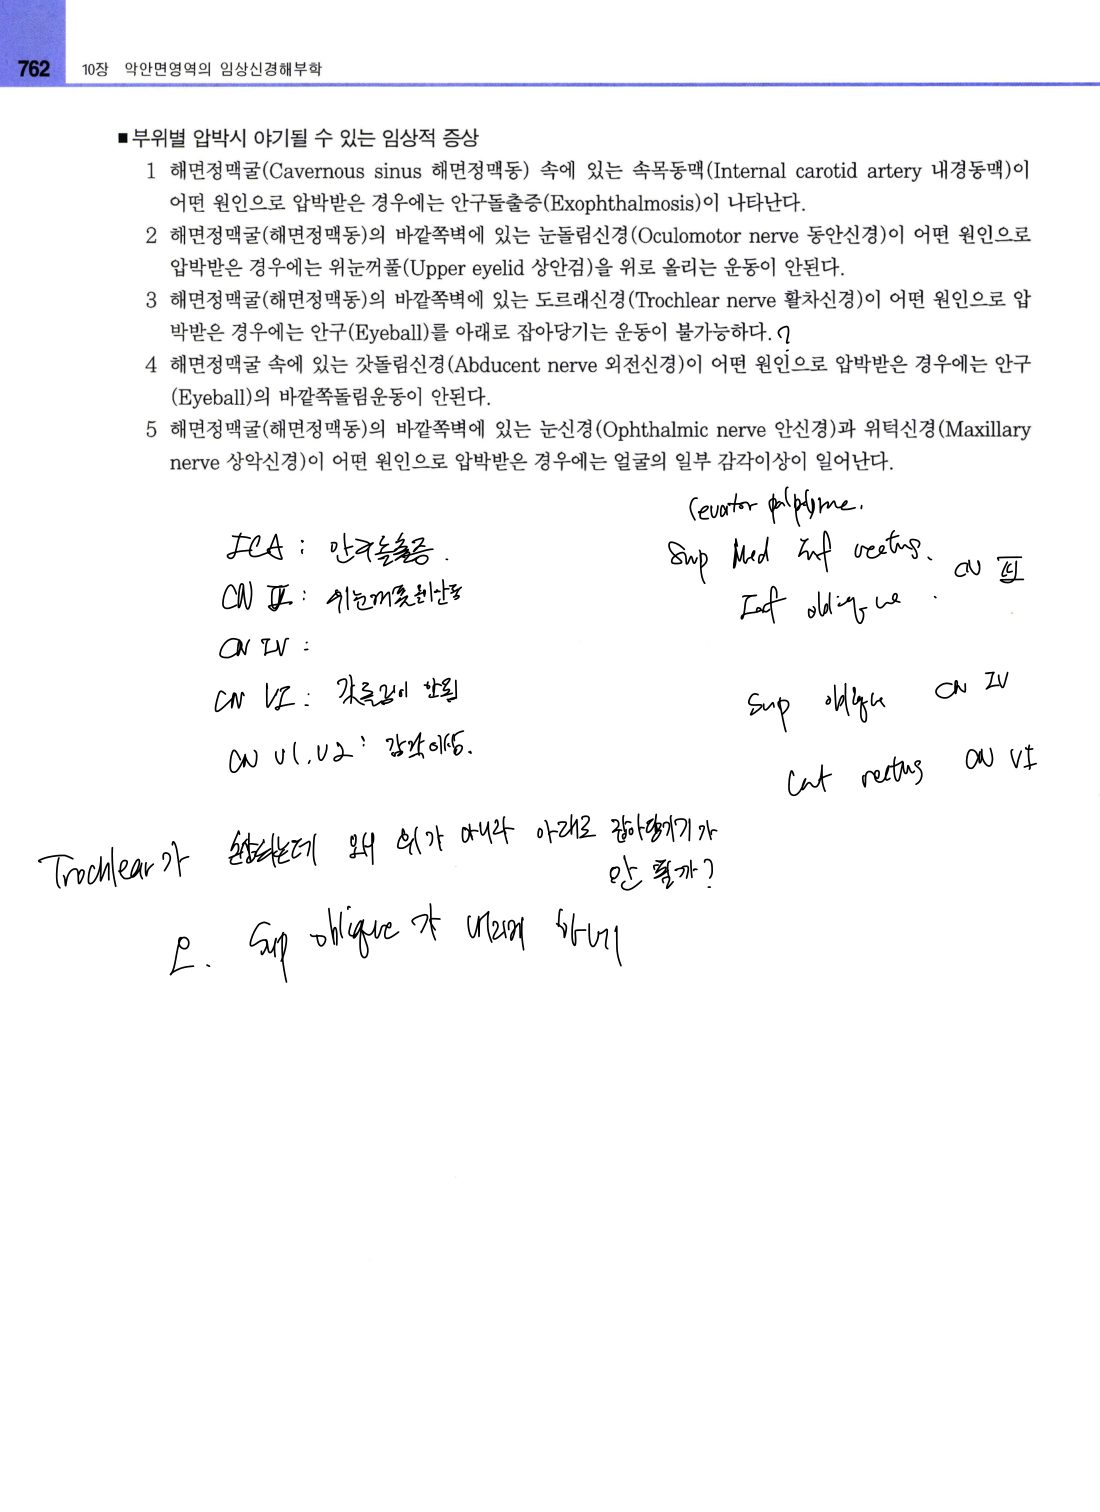 762 10장 악안면영역의 임상신경해부학
■ 부위별 압박시 야기될 수 있는 임상적 증상
1 해면정맥굴(Cavernous sinus 해면정맥동) 속에 있는 속목동맥(Internal carotid artery 내경동맥)이
어떤 원인으로 압박받은 경우에는 안구돌출증(Exophthalmosis)이 나타난다.
2 해면정맥굴(해면정맥동)의 바깥쪽벽에 있는 눈돌림신경(Oculomotor nerve 동안신경)이 어떤 원인으로
압박받은 경우에는 위눈꺼풀(Upper eyelid 상안검)을 위로 올리는 운동이 안된다.
3 해면정맥굴(해면정맥동)의 바깥쪽벽에 있는 도르래신경(Trochlear nerve 활차신경)이 어떤 원인으로 압
박받은 경우에는 안구(Eyeball)를 아래로 잡아당기는 운동이 불가능하다. ?
4 해면정맥굴 속에 있는 갓돌림신경(Abducent nerve 외전신경)이 어떤 원인으로 압박받은 경우에는 안구
(Eyeball)의 바깥쪽돌림운동이 안된다.
5 해면정맥굴(해면정맥동)의 바깥쪽벽에 있는 눈신경(Ophthalmic nerve 안신경)과 위턱신경(Maxillary
nerve 상악신경)이 어떤 원인으로 압박받은 경우에는 얼굴의 일부 감각이상이 일어난다.
levator
ICA : 안구돌출증.
Sup Med Inf rectus.
CN III
CN III : 위눈꺼풀
Inf oblique.
CN IV :
CN VI : 안됨
Sup oblique CN IV
CN V1, V2 : 감각이상.
Lat rectus CN VI
Trochlear가 왜 위가 아니라 아래로 잡아당기기가
안 될까?
Sup oblique가 내리게 하니